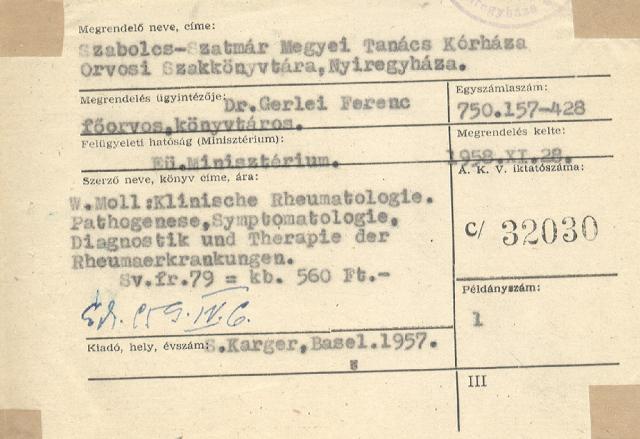 Nyiregyháza
Megrendelő neve, címe:
Szabolcs-Szatmár Megyei Tanács Kórháza
Orvosi Szakkönyvtára, Nyiregyháza.
Megrendelés ügyintézője: Dr.Gerlei Ferenc
főorvos, könyvtáros.
Egyszámlaszám:
750.157-428
Felügyeleti hatóság (Minisztérium):
Eü.Minisztérium.
Megrendelés kelte:
1958.XI.28.
Szerző neve, könyv címe, ára:
W.Moll:Klinische Rheumatologie.
Pathogenese,Symptomatologie,
Diagnostik und Therapie der
Rheumaerkrankungen.
Sv.fr.79 = kb. 560 Ft.-
A. K. V. iktatószáma:
C/ 32030
Példányszám:
1
Kiadó, hely, évszám: S.Karger,Basel.1957.
III